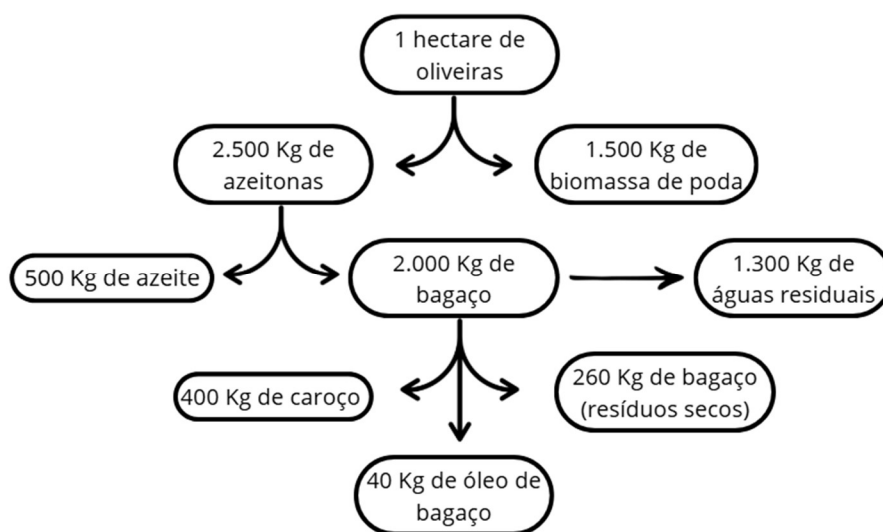 1 hectare de
oliveiras
2.500 Kg de
azeitonas
1.500 Kg de
biomassa de poda
500 Kg de azeite
2.000 Kg de
bagaço
1.300 Kg de
águas residuais
400 Kg de caroço
260 Kg de bagaço
(resíduos secos)
40 Kg de óleo de
bagaço